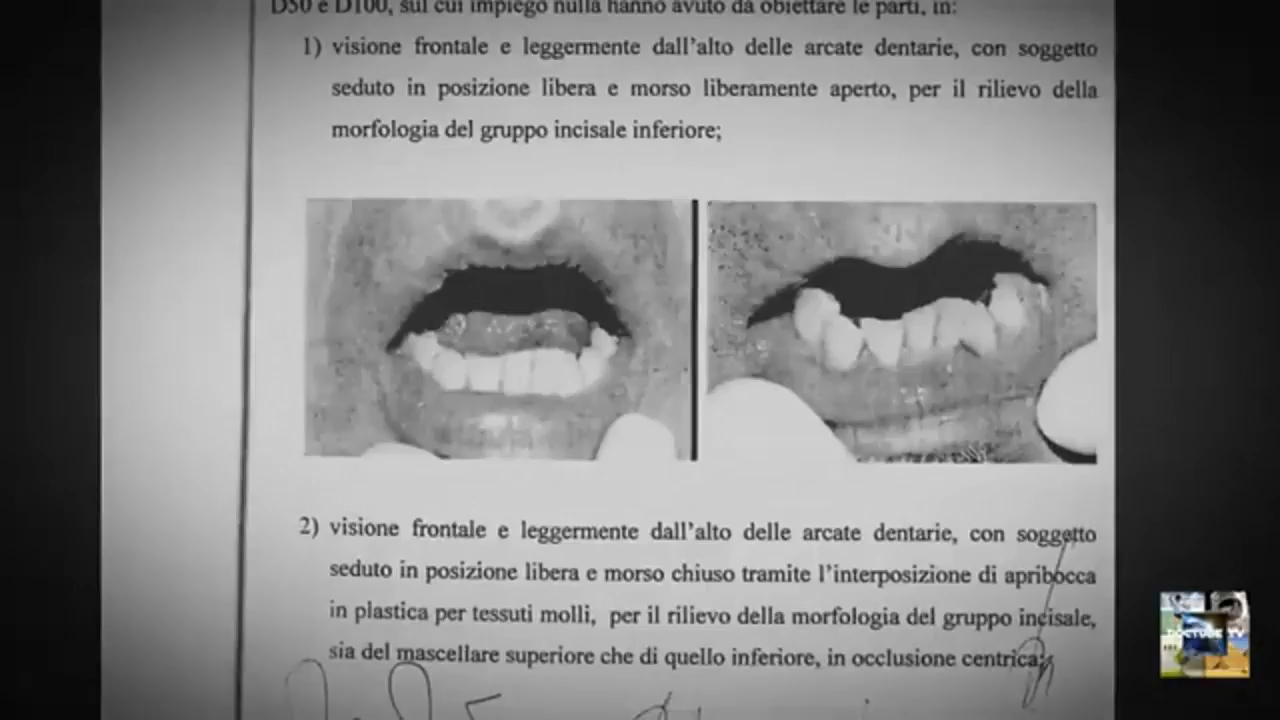 D50 e D100, sul cui impiego nulla hanno avuto da obiettare le parti, in:
1) visione frontale e leggermente dall'alto delle arcate dentarie, con soggetto
seduto in posizione libera e morso liberamente aperto, per il rilievo della
morfologia del gruppo incisale inferiore;
2) visione frontale e leggermente dall'alto delle arcate dentarie, con soggetto
seduto in posizione libera e morso chiuso tramite l'interposizione di apribocca
in plastica per tessuti molli, per il rilievo della morfologia del gruppo incisale,
sia del mascellare superiore che di quello inferiore, in occlusione centrica;
DOCTUBE TV